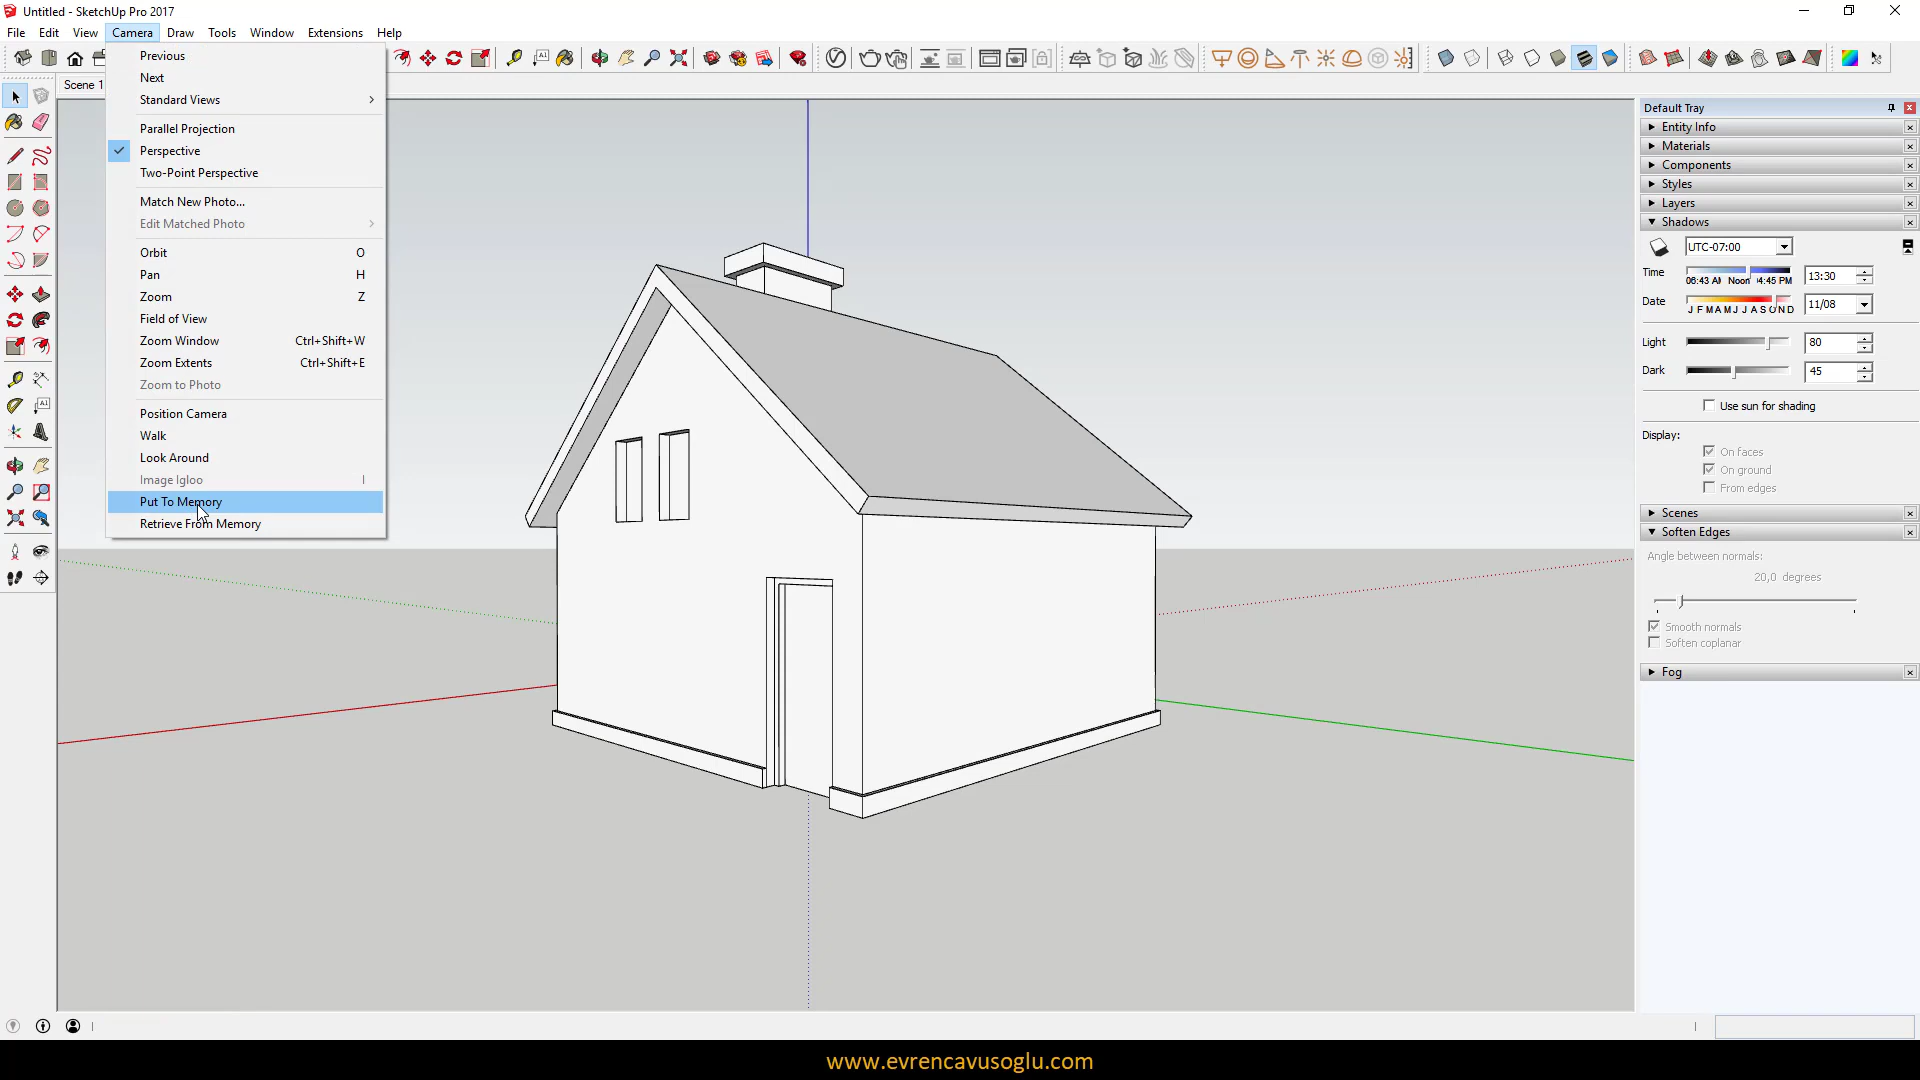 Untitled - SketchUp Pro 2017
File Edit View Camera Draw Tools Window Extensions Help
Scene 1
Previous
Next
Standard Views
Parallel Projection
Perspective
Two-Point Perspective
Match New Photo...
Edit Matched Photo
Orbit O
Pan H
Zoom Z
Field of View
Zoom Window Ctrl+Shift+W
Zoom Extents Ctrl+Shift+E
Zoom to Photo
Position Camera
Walk
Look Around
Image Igloo I
Put To Memory
Retrieve From Memory
Default Tray
Entity Info
Materials
Components
Styles
Layers
Shadows
UTC-07:00
Time 13:30
06:43 Noon 4:45 PM
Date 11/08
J F M A M J J A S O N D
Light 80
Dark 45
Use sun for shading
Display:
On faces
On ground
From edges
Scenes
Soften Edges
Angle between normals:
20,0 degrees
Smooth normals
Soften coplanar
Fog
www.evrencavusoglu.com